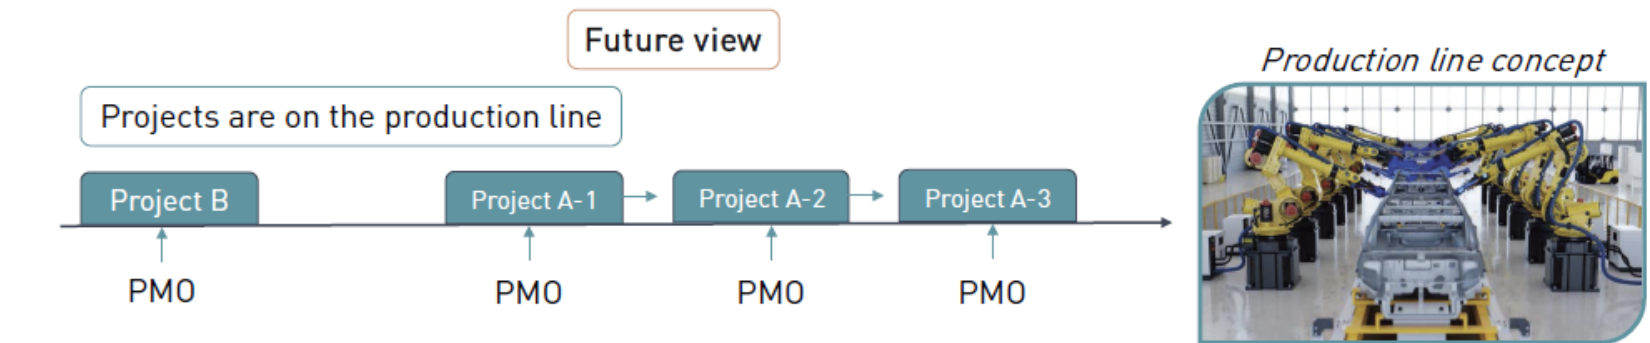 Future view
Production line concept
Projects are on the production line
Project B
Project A-1
Project A-2
Project A-3
PMO
PMO
PMO
PMO